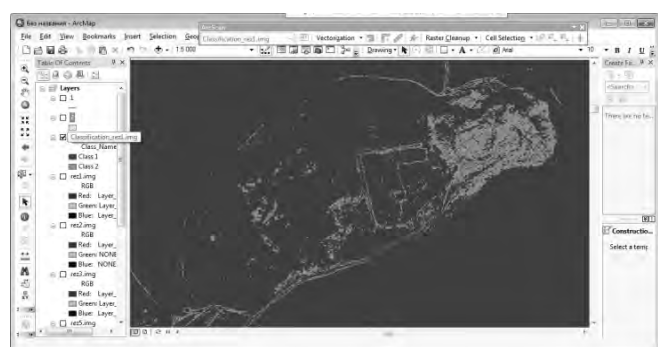 Без названия - ArcMap
File Edit View Bookmarks Insert Selection
ArcScan
Classification_res1.img Vectorization Raster Cleanup Cell Selection
1:5 000
Drawing A Arial 10 B I U
Table Of Contents
Layers
1
Classification_res1.img
Class_Name
Class 1
Class 2
res1.img
RGB
Red: Layer_
Green: Layer_
Blue: Layer_
res2.img
RGB
Red: Layer_
Green: NONE
Blue: NONE
res3.img
RGB
Red: Layer_
Green: Layer_
Blue: Layer_
res5.img
Create Fe...
<Search>
There are no te...
Constructio...
Select a templ